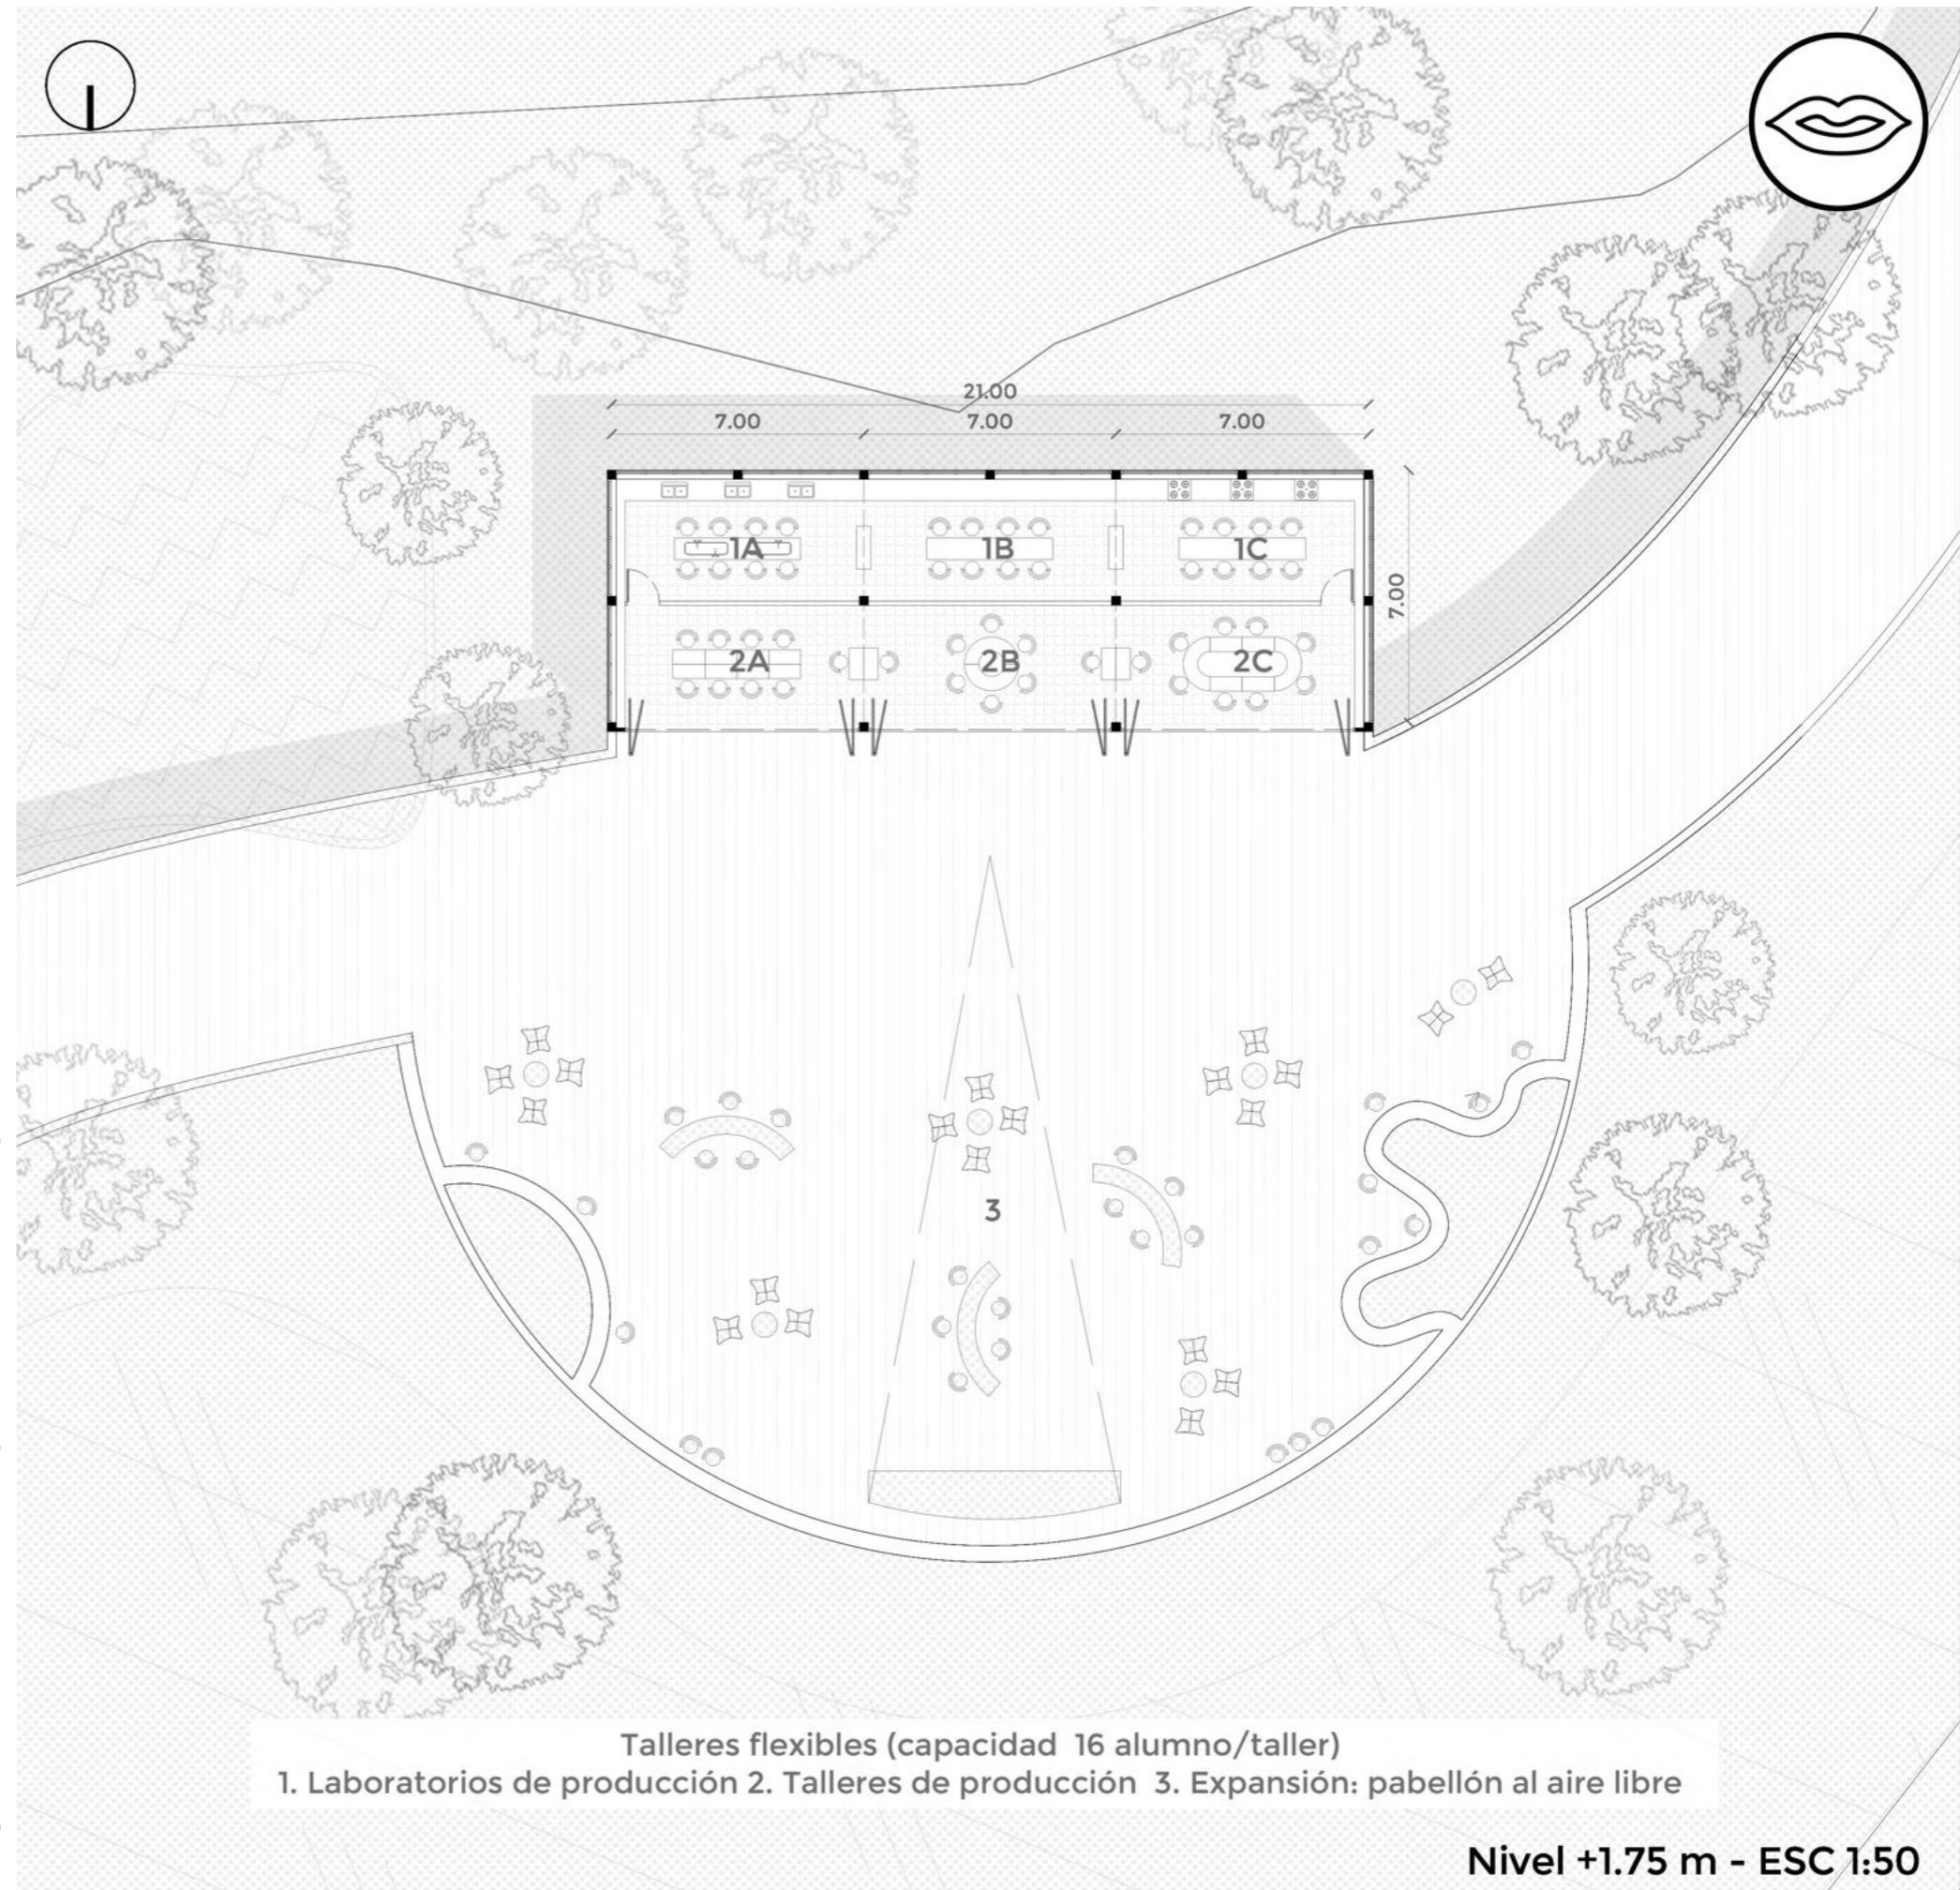 21.00
7.00 7.00 7.00
7.00
1A 1B 1C
2A 2B 2C
3
Talleres flexibles (capacidad 16 alumno/taller)
1. Laboratorios de producción 2. Talleres de producción 3. Expansión: pabellón al aire libre
Nivel +1.75 m - ESC 1:50